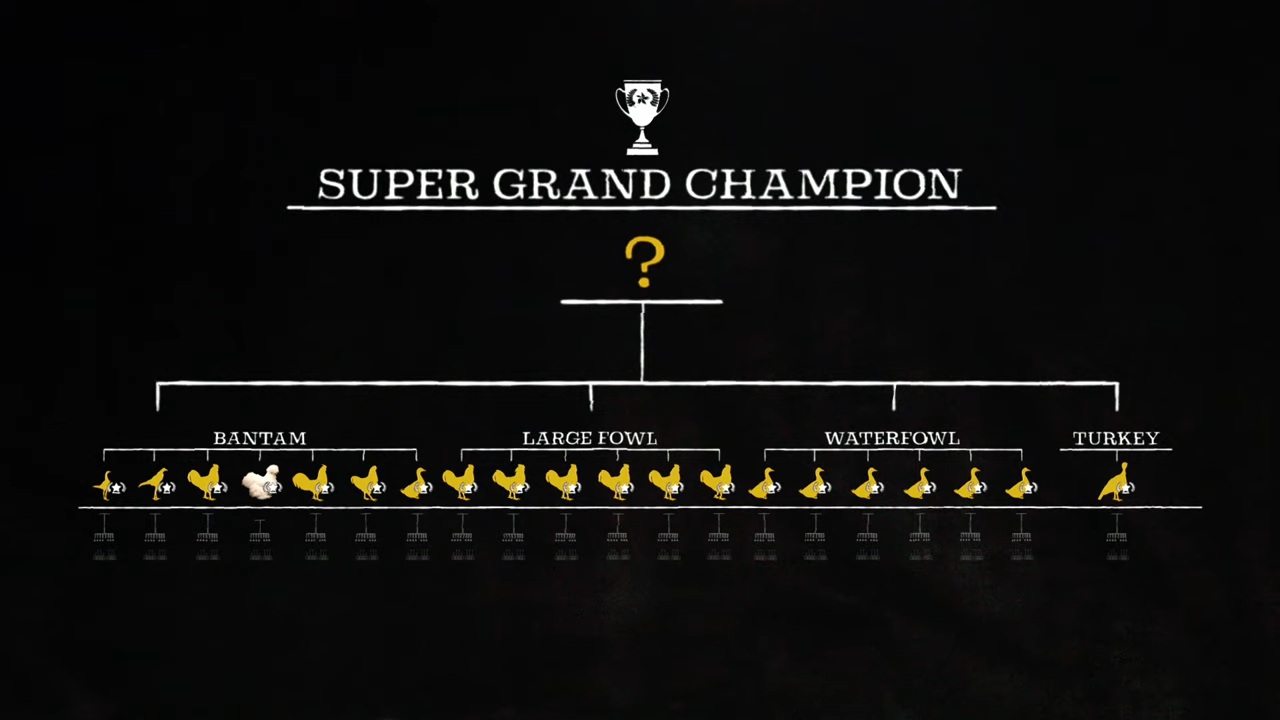 SUPER GRAND CHAMPION
?
BANTAM
LARGE FOWL
WATERFOWL
TURKEY